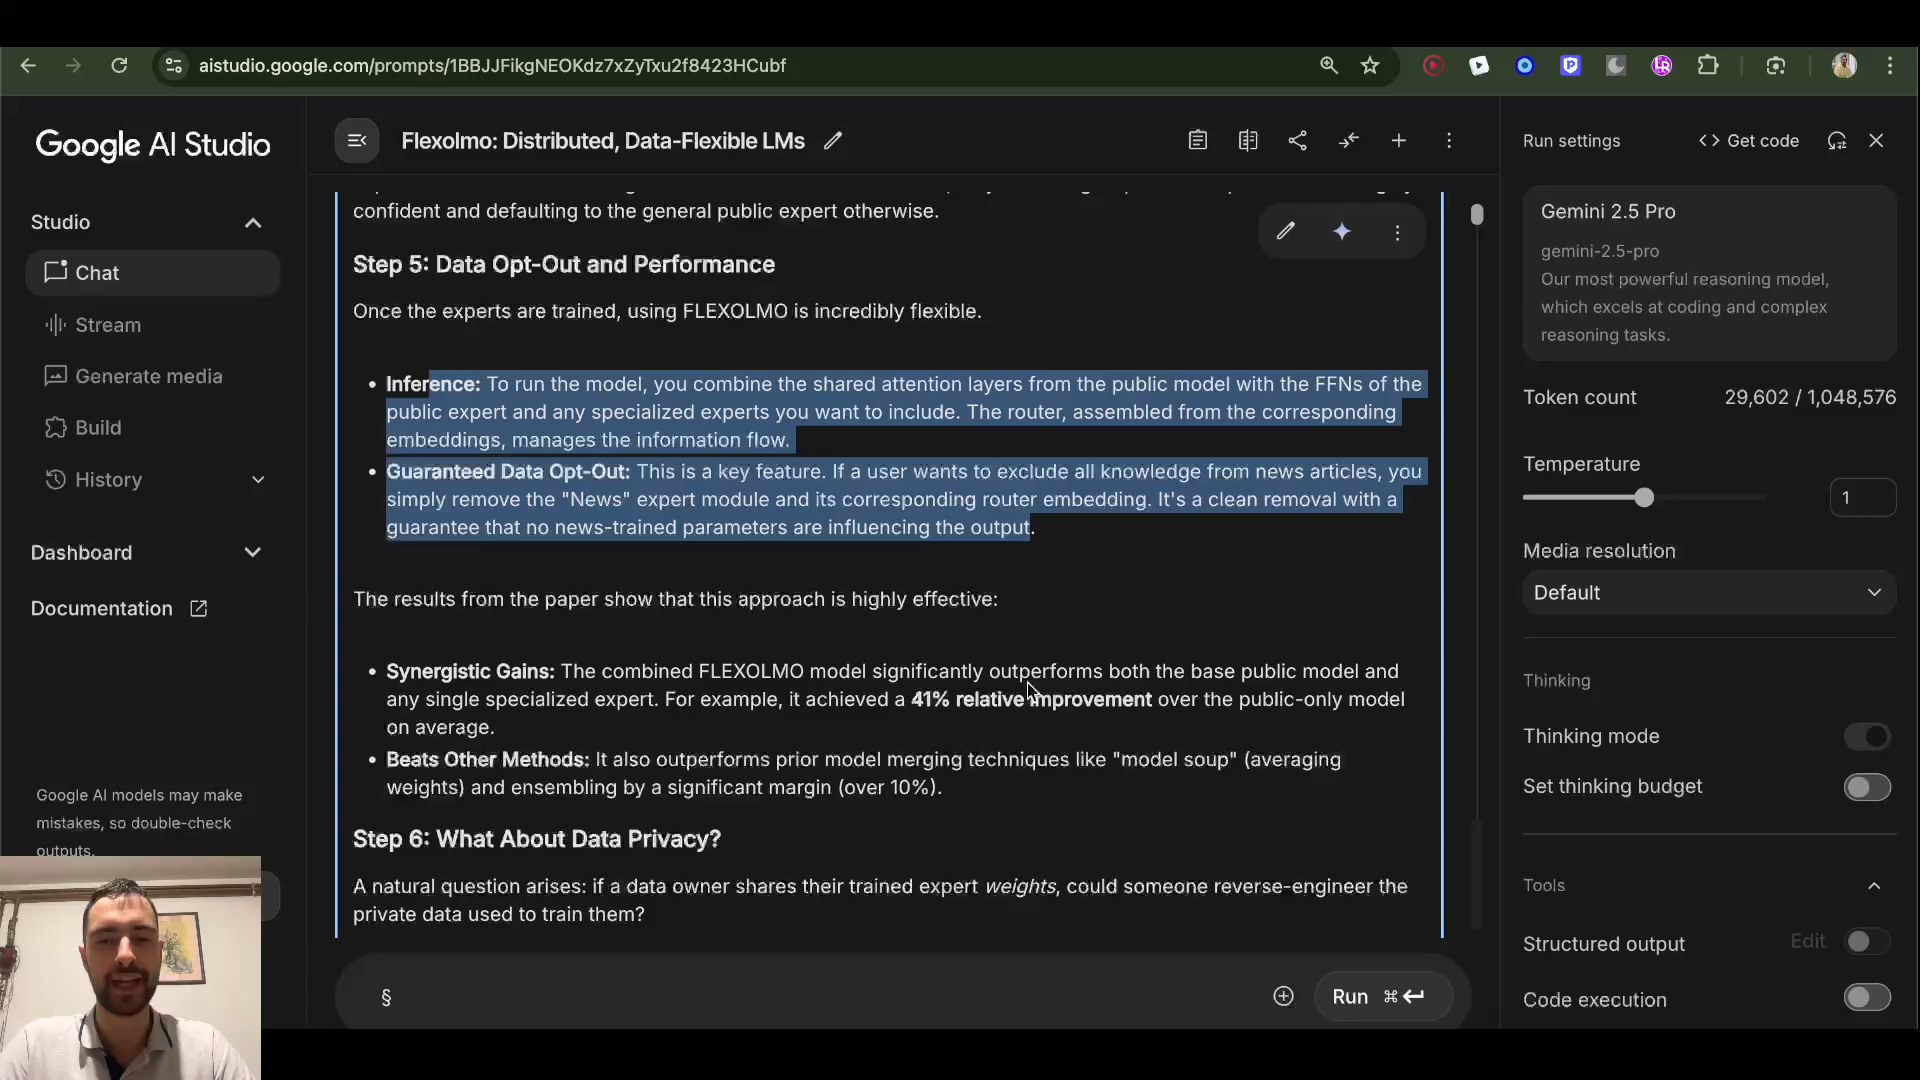 aistudio.google.com/prompts/1BBJJFikgNEOKdz7xZyTxu2f8423HCubf
Google AI Studio
Flexolmo: Distributed, Data-Flexible LMs
Run settings
Get code
Studio
Chat
Stream
Generate media
Build
History
Dashboard
Documentation
Google AI models may make
mistakes, so double-check
outputs.
confident and defaulting to the general public expert otherwise.
Step 5: Data Opt-Out and Performance
Once the experts are trained, using FLEXOLMO is incredibly flexible.
• Inference: To run the model, you combine the shared attention layers from the public model with the FFNs of the
public expert and any specialized experts you want to include. The router, assembled from the corresponding
embeddings, manages the information flow.
• Guaranteed Data Opt-Out: This is a key feature. If a user wants to exclude all knowledge from news articles, you
simply remove the "News" expert module and its corresponding router embedding. It's a clean removal with a
guarantee that no news-trained parameters are influencing the output.
The results from the paper show that this approach is highly effective:
• Synergistic Gains: The combined FLEXOLMO model significantly outperforms both the base public model and
any single specialized expert. For example, it achieved a 41% relative improvement over the public-only model
on average.
• Beats Other Methods: It also outperforms prior model merging techniques like "model soup" (averaging
weights) and ensembling by a significant margin (over 10%).
Step 6: What About Data Privacy?
A natural question arises: if a data owner shares their trained expert weights, could someone reverse-engineer the
private data used to train them?
§
Run ⌘ ↵
Gemini 2.5 Pro
gemini-2.5-pro
Our most powerful reasoning model,
which excels at coding and complex
reasoning tasks.
Token count 29,602 / 1,048,576
Temperature
1
Media resolution
Default
Thinking
Thinking mode
Set thinking budget
Tools
Structured output Edit
Code execution